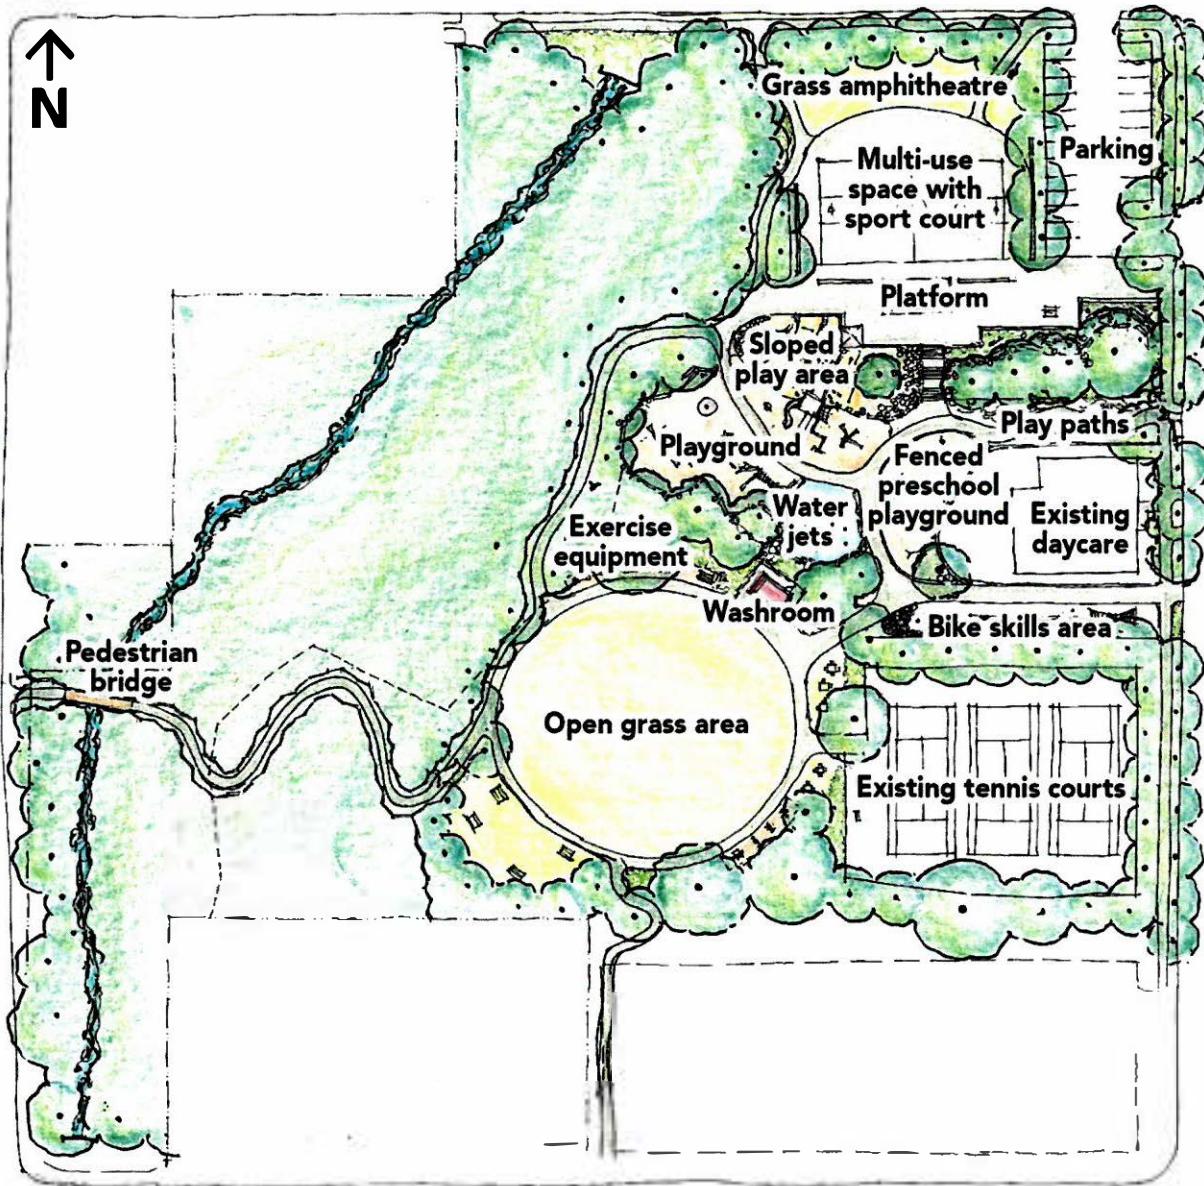 N
Grass amphitheatre
Parking
Multi-use
space with
sport court
Platform
Sloped
play area
Play paths
Playground
Fenced
preschool
playground
Water
jets
Existing
daycare
Exercise
equipment
Washroom
Bike skills area
Pedestrian
bridge
Open grass area
Existing tennis courts